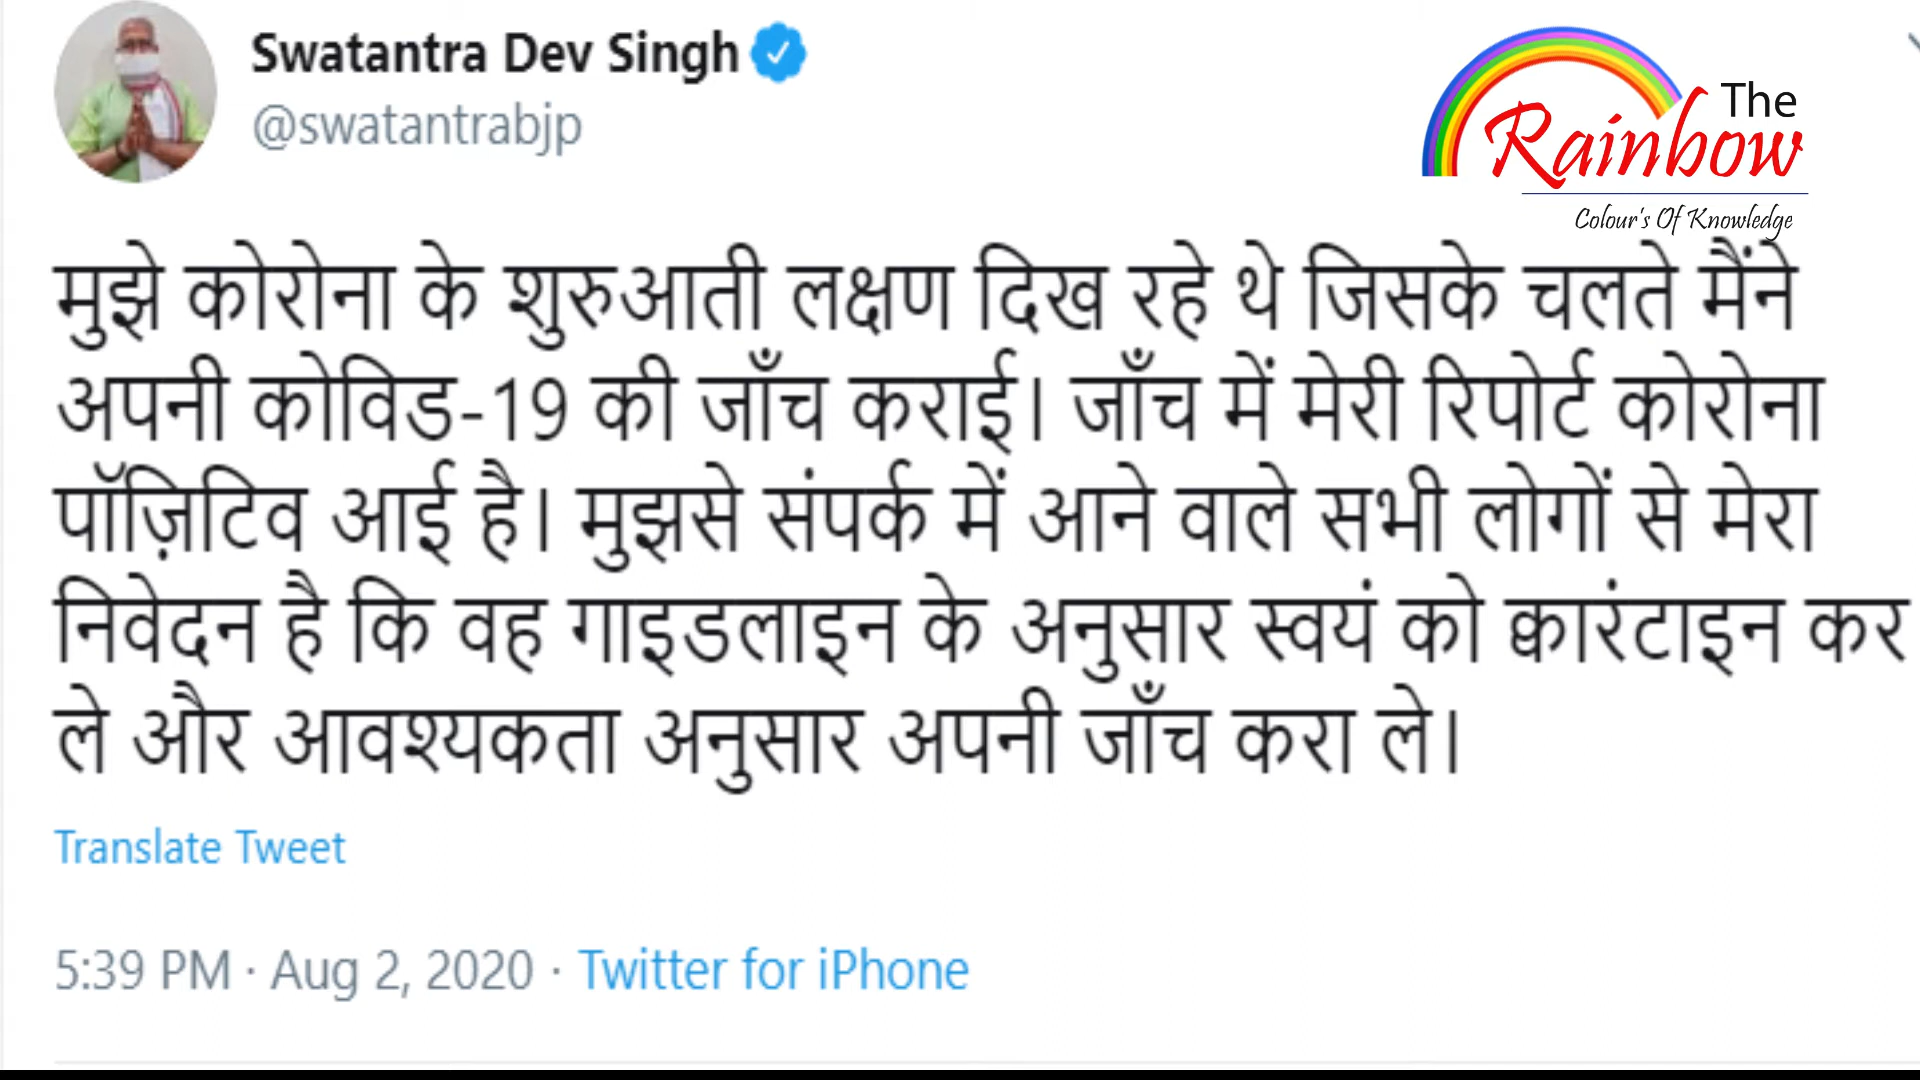 Swatantra Dev Singh
@swatantrabjp
The
Rainbow
Colour's Of Knowledge
मुझे कोरोना के शुरुआती लक्षण दिख रहे थे जिसके चलते मैंने
अपनी कोविड-19 की जाँच कराई। जाँच में मेरी रिपोर्ट कोरोना
पॉज़िटिव आई है। मुझसे संपर्क में आने वाले सभी लोगों से मेरा
निवेदन है कि वह गाइडलाइन के अनुसार स्वयं को क्वारंटाइन कर
ले और आवश्यकता अनुसार अपनी जाँच करा ले।
Translate Tweet
5:39 PM · Aug 2, 2020 · Twitter for iPhone